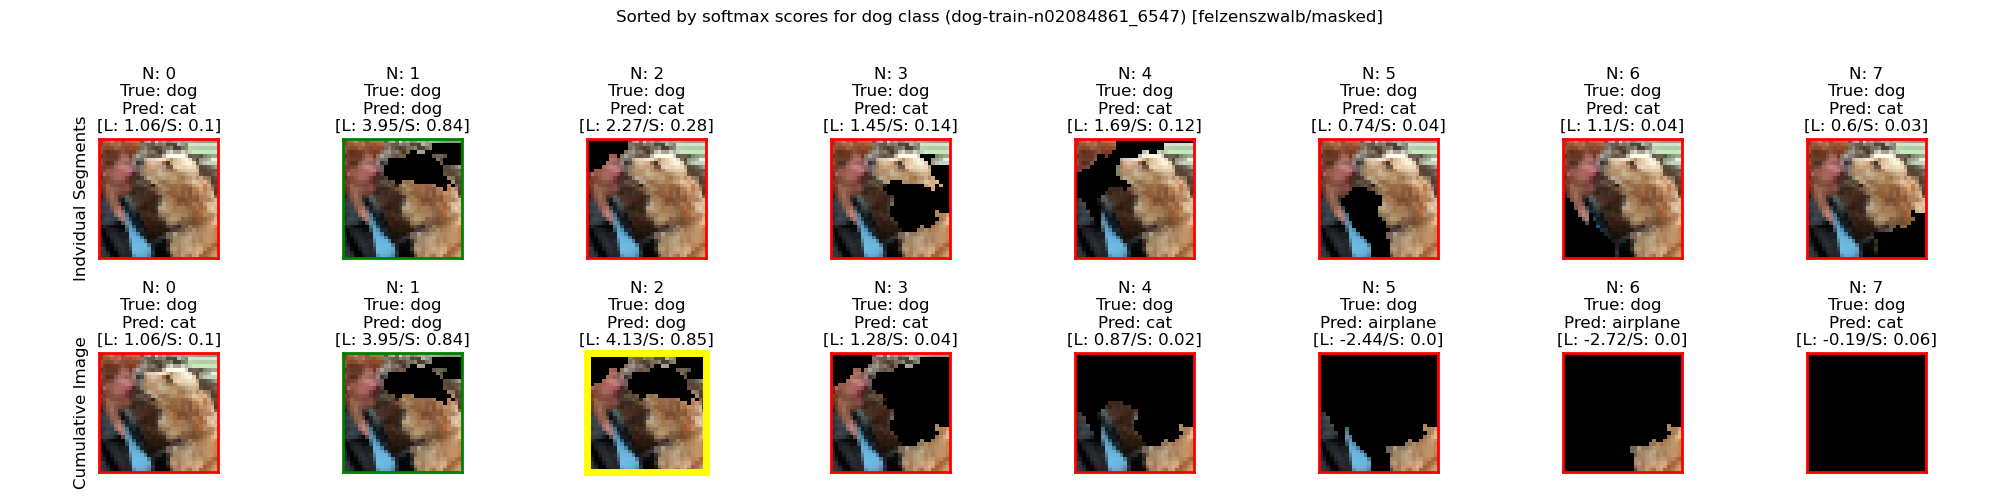 Sorted by softmax scores for dog class (dog-train-n02084861_6547) [felzenszwalb/masked]
Indvidual Segments
N: 0
True: dog
Pred: cat
[L: 1.06/S: 0.1]
N: 1
True: dog
Pred: dog
[L: 3.95/S: 0.84]
N: 2
True: dog
Pred: cat
[L: 2.27/S: 0.28]
N: 3
True: dog
Pred: cat
[L: 1.45/S: 0.14]
N: 4
True: dog
Pred: cat
[L: 1.69/S: 0.12]
N: 5
True: dog
Pred: cat
[L: 0.74/S: 0.04]
N: 6
True: dog
Pred: cat
[L: 1.1/S: 0.04]
N: 7
True: dog
Pred: cat
[L: 0.6/S: 0.03]
Cumulative Image
N: 0
True: dog
Pred: cat
[L: 1.06/S: 0.1]
N: 1
True: dog
Pred: dog
[L: 3.95/S: 0.84]
N: 2
True: dog
Pred: dog
[L: 4.13/S: 0.85]
N: 3
True: dog
Pred: cat
[L: 1.28/S: 0.04]
N: 4
True: dog
Pred: cat
[L: 0.87/S: 0.02]
N: 5
True: dog
Pred: airplane
[L: -2.44/S: 0.0]
N: 6
True: dog
Pred: airplane
[L: -2.72/S: 0.0]
N: 7
True: dog
Pred: cat
[L: -0.19/S: 0.06]